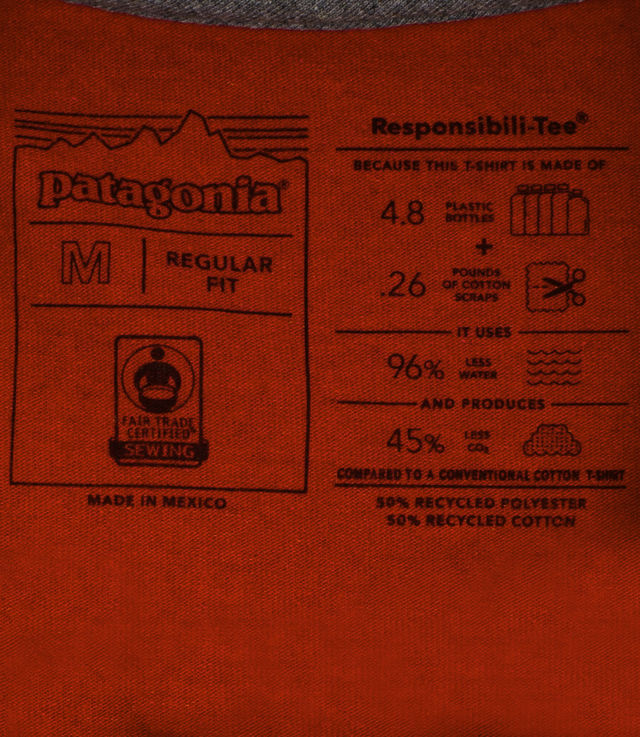 patagonia®
M
REGULAR
FIT
FAIR TRADE
CERTIFIED™
SEWING
MADE IN MEXICO
Responsibili-Tee®
BECAUSE THIS T-SHIRT IS MADE OF
4.8 PLASTIC
BOTTLES
+
.26 POUNDS
OF COTTON
SCRAPS
IT USES
96% LESS
WATER
AND PRODUCES
45% LESS
CO₂
COMPARED TO A CONVENTIONAL COTTON T-SHIRT
50% RECYCLED POLYESTER
50% RECYCLED COTTON